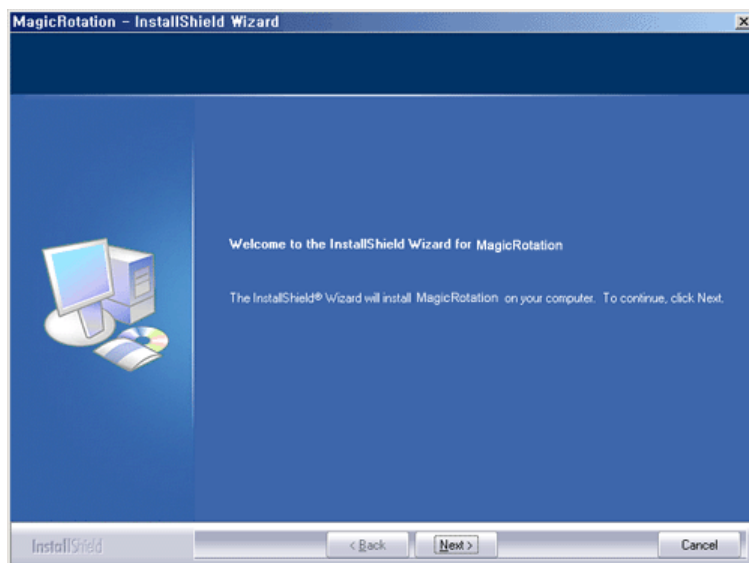 MagicRotation - InstallShield Wizard
Welcome to the InstallShield Wizard for MagicRotation
The InstallShield® Wizard will install MagicRotation on your computer. To continue, click Next.
InstallShield
< Back
Next >
Cancel